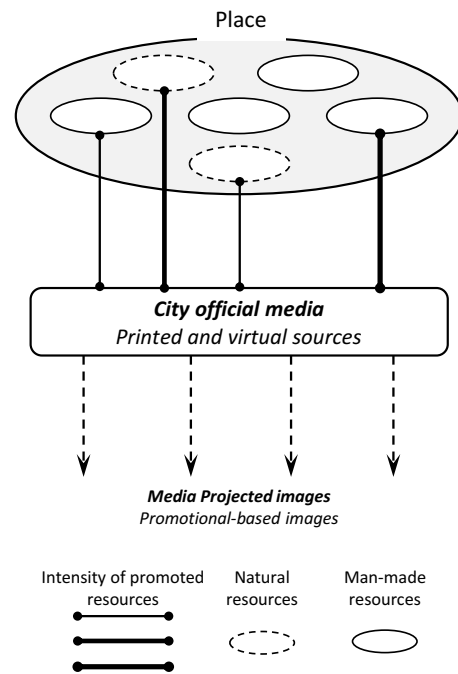 Place
City official media
Printed and virtual sources
Media Projected images
Promotional-based images
Intensity of promoted
resources
Natural
resources
Man-made
resources